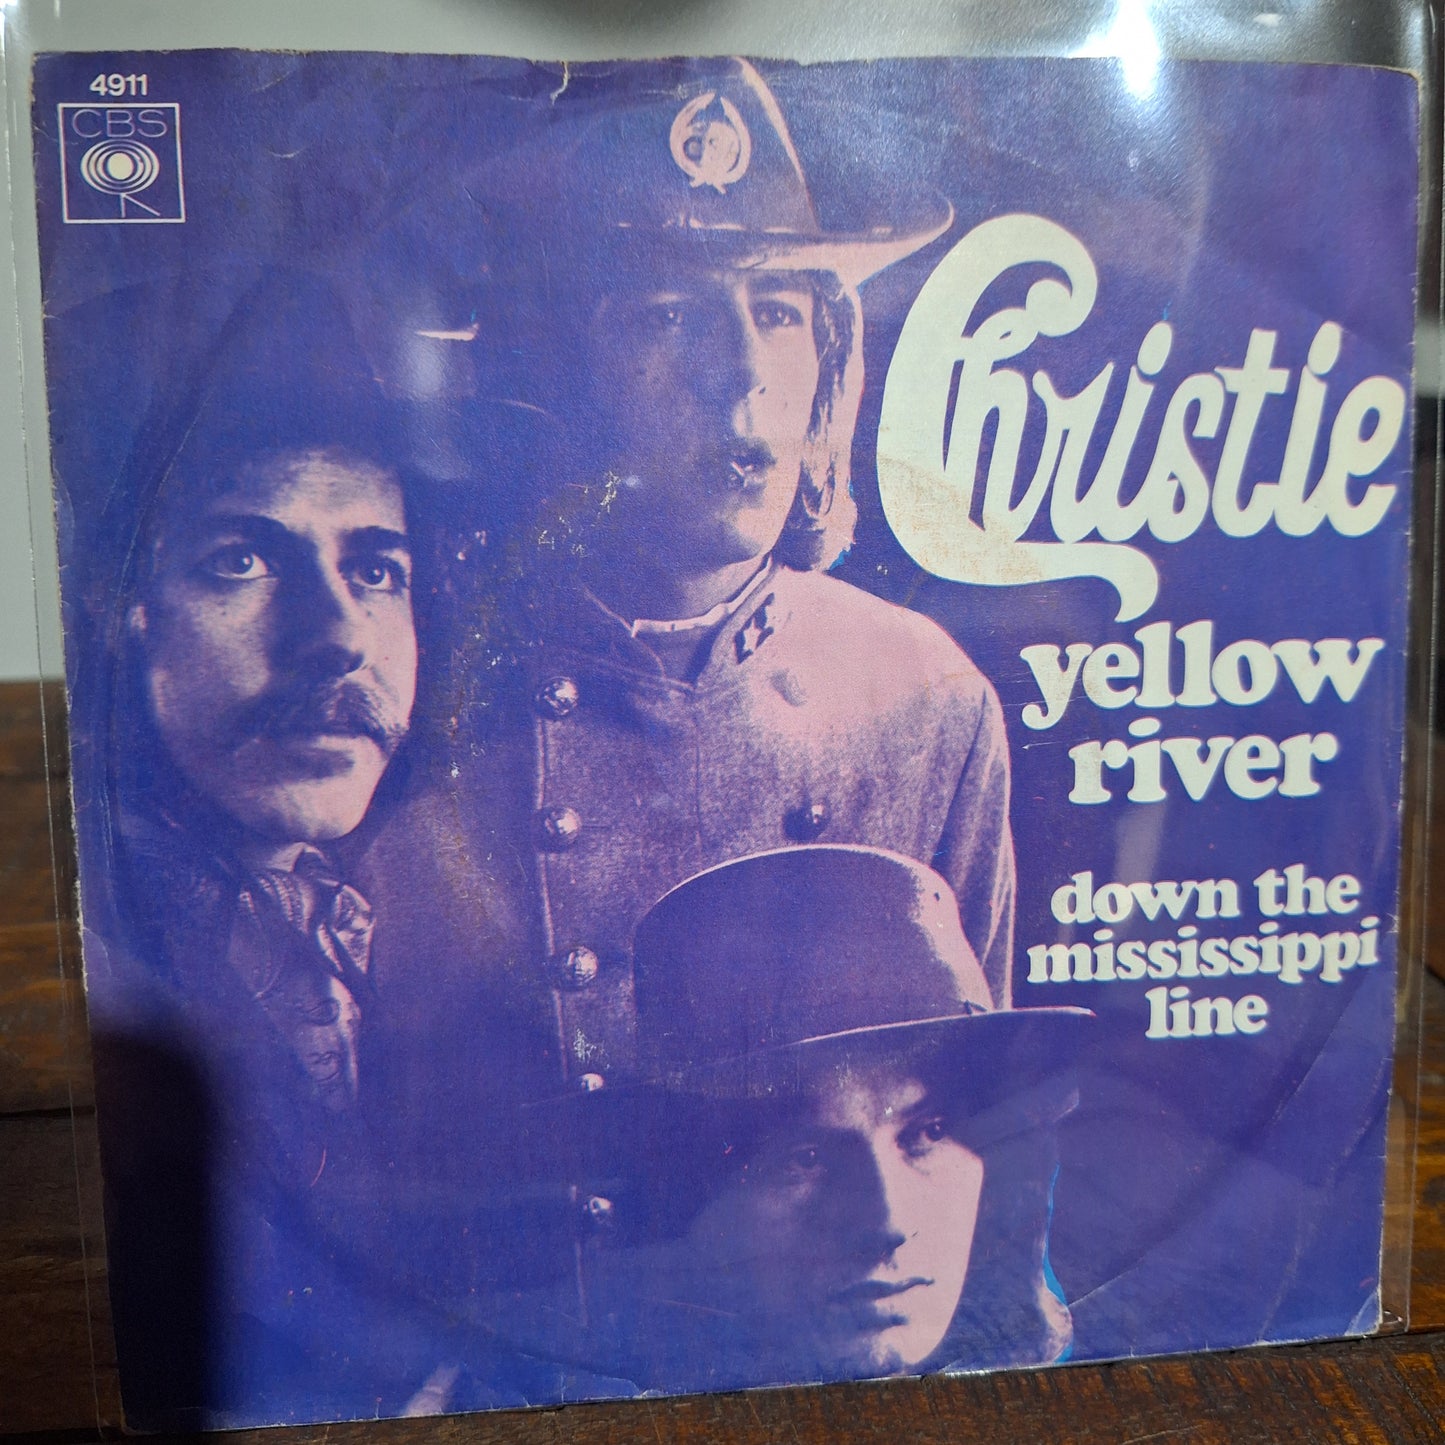 4911
CBS
Christie
yellow
river
down the
mississippi
line